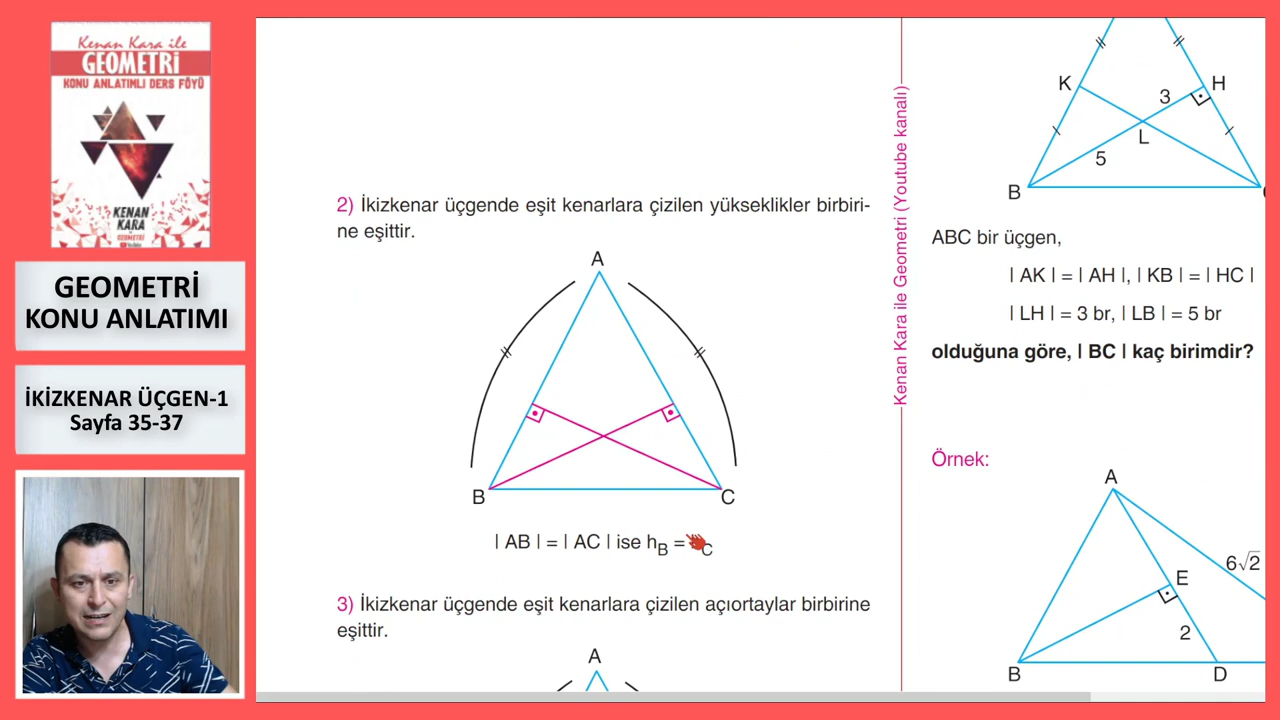 Kenan Kara ile
GEOMETRİ
KONU ANLATIMLI DERS FÖYÜ
KENAN
KARA
GEOMETRİ
GEOMETRİ
KONU ANLATIMI
İKİZKENAR ÜÇGEN-1
Sayfa 35-37
2) İkizkenar üçgende eşit kenarlara çizilen yükseklikler birbiri-
ne eşittir.
A
B
C
| AB | = | AC | ise hB = C
3) İkizkenar üçgende eşit kenarlara çizilen açıortaylar birbirine
eşittir.
A
Kenan Kara ile Geometri (Youtube kanalı)
K
H
3
L
5
B
ABC bir üçgen,
| AK | = | AH |, | KB | = | HC |
| LH | = 3 br, | LB | = 5 br
olduğuna göre, | BC | kaç birimdir?
Örnek:
A
6√2
E
2
B
D